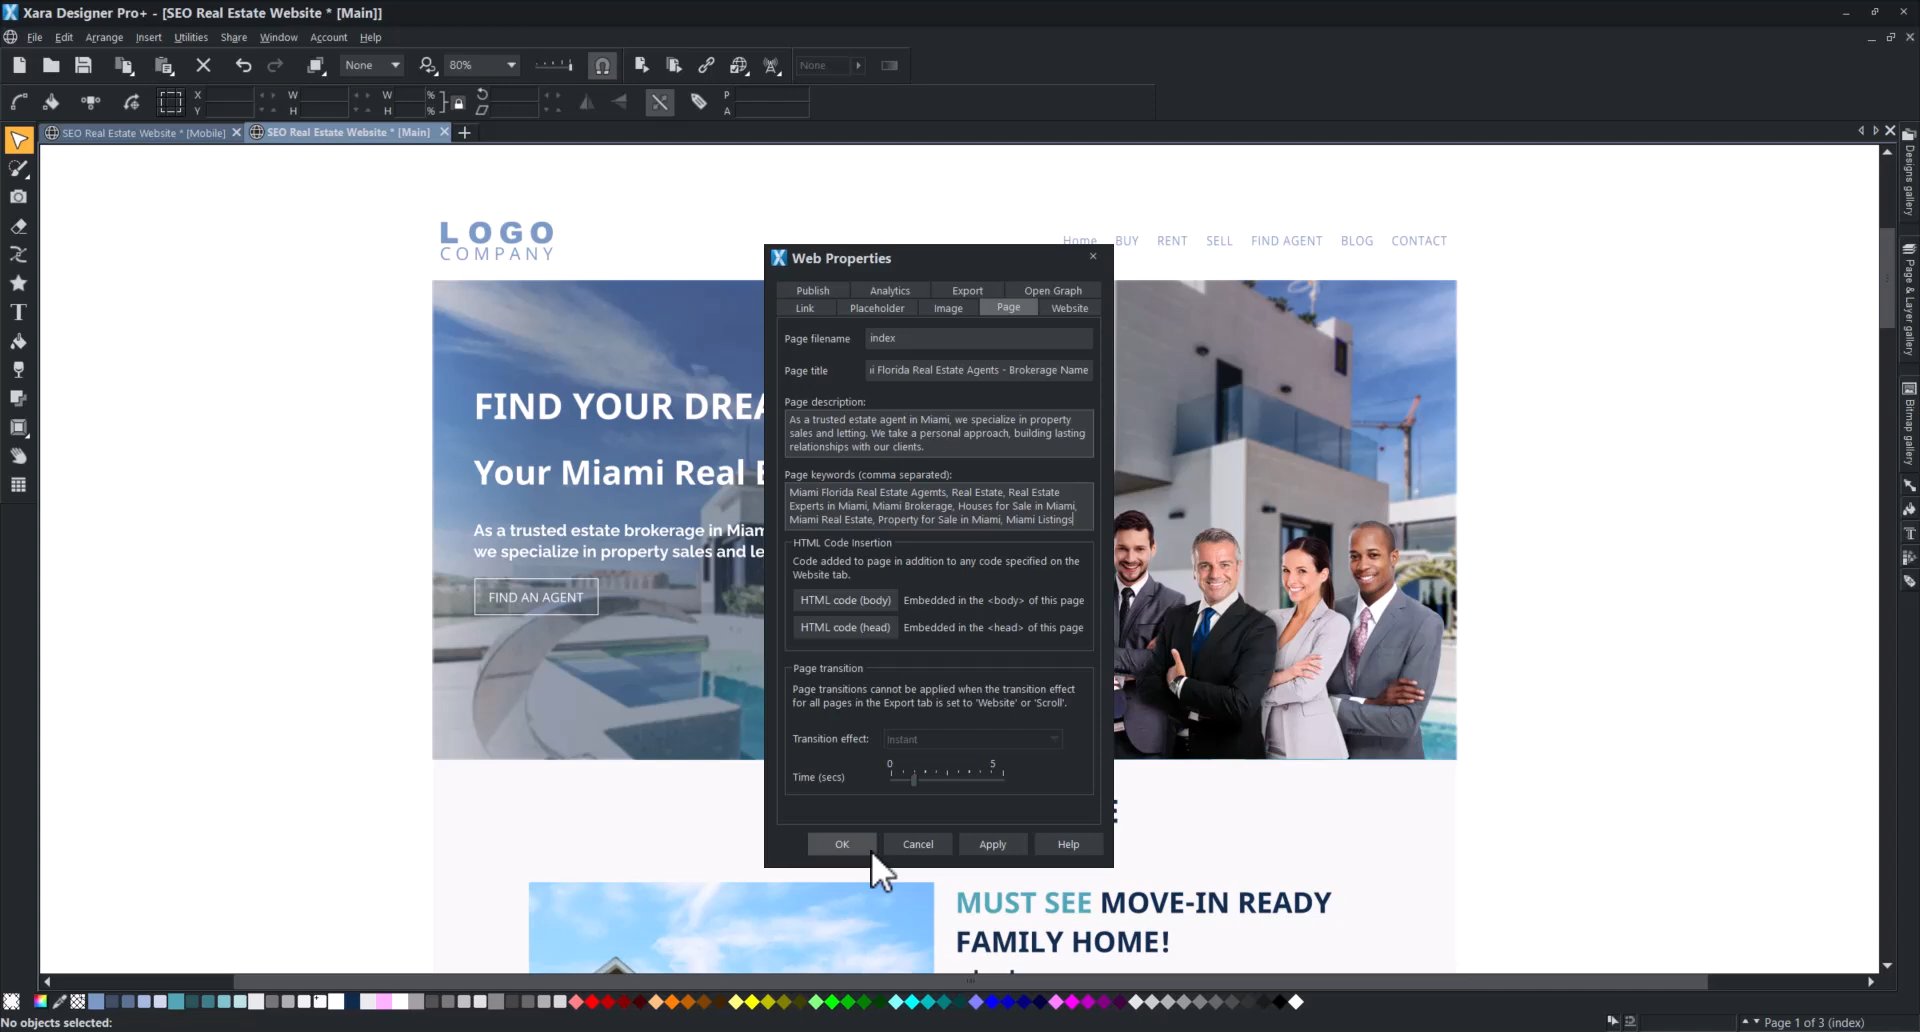 Xara Designer Pro+ - [SEO Real Estate Website * [Main]]
File Edit Arrange Insert Utilities Share Window Account Help
None 80% None
X W W % P
Y H H % A
SEO Real Estate Website * [Mobile] SEO Real Estate Website * [Main]
Designs gallery
Page & Layer gallery
Bitmap gallery
LOGO
COMPANY
Home BUY RENT SELL FIND AGENT BLOG CONTACT
FIND YOUR DREA
Your Miami Real E
As a trusted estate brokerage in Miam
we specialize in property sales and le
FIND AN AGENT
Web Properties
Publish Analytics Export Open Graph
Link Placeholder Image Page Website
Page filename index
Page title ii Florida Real Estate Agents - Brokerage Name
Page description:
As a trusted estate agent in Miami, we specialize in property
sales and letting. We take a personal approach, building lasting
relationships with our clients.
Page keywords (comma separated):
Miami Florida Real Estate Agemts, Real Estate, Real Estate
Experts in Miami, Miami Brokerage, Houses for Sale in Miami,
Miami Real Estate, Property for Sale in Miami, Miami Listings
HTML Code Insertion
Code added to page in addition to any code specified on the
Website tab.
HTML code (body) Embedded in the <body> of this page
HTML code (head) Embedded in the <head> of this page
Page transition
Page transitions cannot be applied when the transition effect
for all pages in the Export tab is set to 'Website' or 'Scroll'.
Transition effect: Instant
0 5
Time (secs)
OK Cancel Apply Help
E
MUST SEE MOVE-IN READY
FAMILY HOME!
No objects selected:
Page 1 of 3 (index)